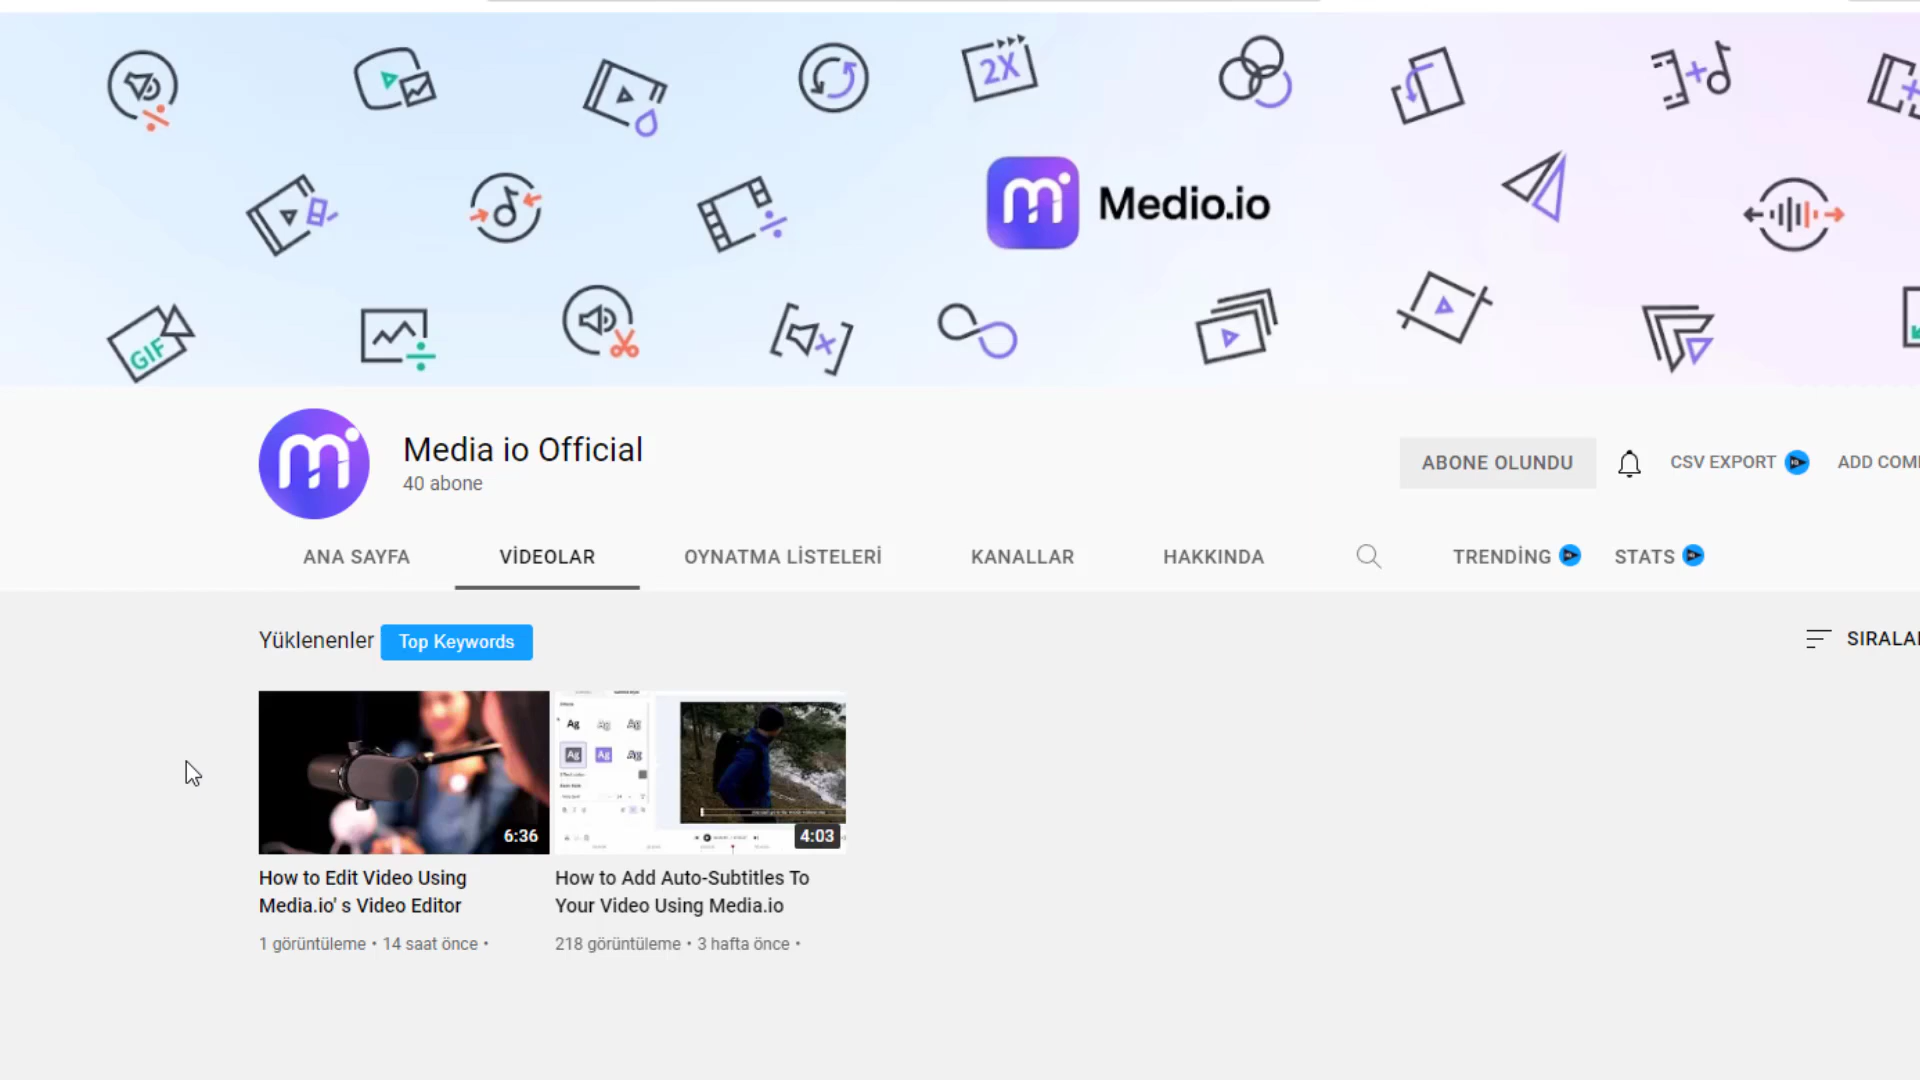 2X
Medio.io
GIF
Media io Official
40 abone
ABONE OLUNDU
CSV EXPORT
ADD COM
ANA SAYFA
VİDEOLAR
OYNATMA LİSTELERİ
KANALLAR
HAKKINDA
TRENDİNG
STATS
Yüklenenler
Top Keywords
SIRALA
6:36
4:03
How to Edit Video Using
Media.io' s Video Editor
1 görüntüleme • 14 saat önce •
How to Add Auto-Subtitles To
Your Video Using Media.io
218 görüntüleme • 3 hafta önce •